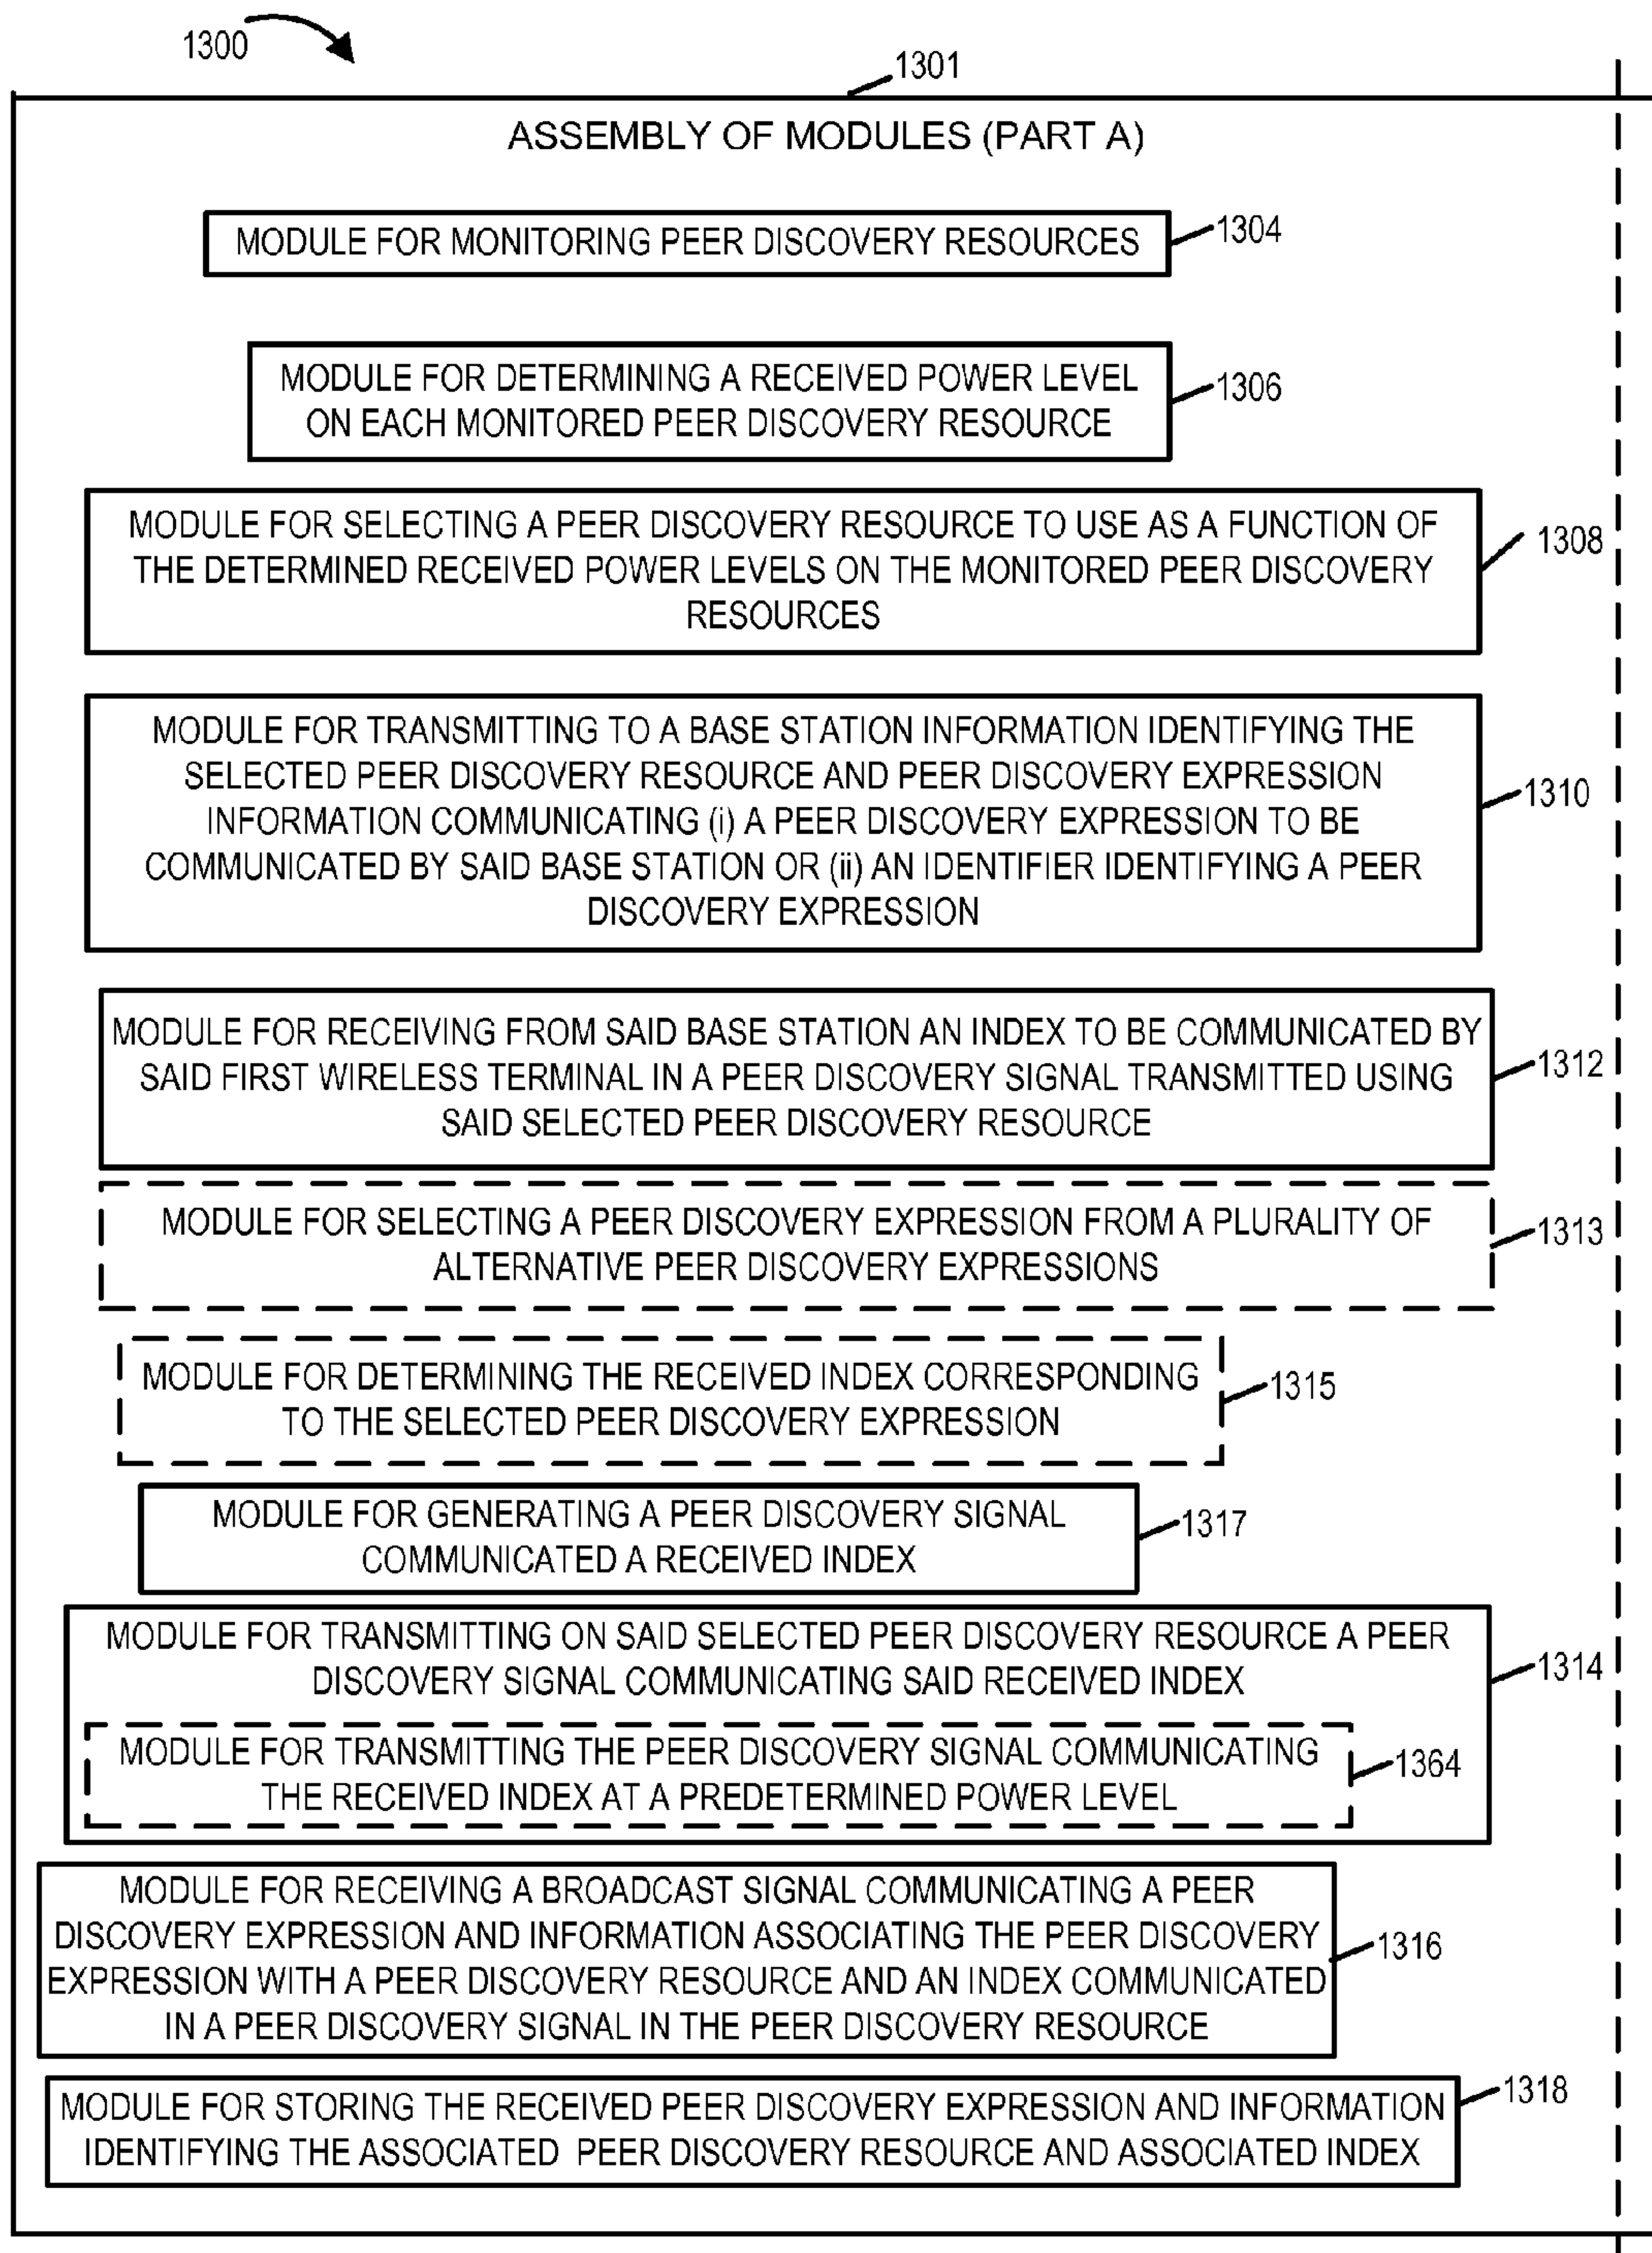 1300
1301
ASSEMBLY OF MODULES (PART A)
MODULE FOR MONITORING PEER DISCOVERY RESOURCES
1304
MODULE FOR DETERMINING A RECEIVED POWER LEVEL
ON EACH MONITORED PEER DISCOVERY RESOURCE
1306
MODULE FOR SELECTING A PEER DISCOVERY RESOURCE TO USE AS A FUNCTION OF
THE DETERMINED RECEIVED POWER LEVELS ON THE MONITORED PEER DISCOVERY
RESOURCES
1308
MODULE FOR TRANSMITTING TO A BASE STATION INFORMATION IDENTIFYING THE
SELECTED PEER DISCOVERY RESOURCE AND PEER DISCOVERY EXPRESSION
INFORMATION COMMUNICATING (i) A PEER DISCOVERY EXPRESSION TO BE
COMMUNICATED BY SAID BASE STATION OR (ii) AN IDENTIFIER IDENTIFYING A PEER
DISCOVERY EXPRESSION
1310
MODULE FOR RECEIVING FROM SAID BASE STATION AN INDEX TO BE COMMUNICATED BY
SAID FIRST WIRELESS TERMINAL IN A PEER DISCOVERY SIGNAL TRANSMITTED USING
SAID SELECTED PEER DISCOVERY RESOURCE
1312
MODULE FOR SELECTING A PEER DISCOVERY EXPRESSION FROM A PLURALITY OF
ALTERNATIVE PEER DISCOVERY EXPRESSIONS
1313
MODULE FOR DETERMINING THE RECEIVED INDEX CORRESPONDING
TO THE SELECTED PEER DISCOVERY EXPRESSION
1315
MODULE FOR GENERATING A PEER DISCOVERY SIGNAL
COMMUNICATED A RECEIVED INDEX
1317
MODULE FOR TRANSMITTING ON SAID SELECTED PEER DISCOVERY RESOURCE A PEER
DISCOVERY SIGNAL COMMUNICATING SAID RECEIVED INDEX
1314
MODULE FOR TRANSMITTING THE PEER DISCOVERY SIGNAL COMMUNICATING
THE RECEIVED INDEX AT A PREDETERMINED POWER LEVEL
1364
MODULE FOR RECEIVING A BROADCAST SIGNAL COMMUNICATING A PEER
DISCOVERY EXPRESSION AND INFORMATION ASSOCIATING THE PEER DISCOVERY
EXPRESSION WITH A PEER DISCOVERY RESOURCE AND AN INDEX COMMUNICATED
IN A PEER DISCOVERY SIGNAL IN THE PEER DISCOVERY RESOURCE
1316
MODULE FOR STORING THE RECEIVED PEER DISCOVERY EXPRESSION AND INFORMATION
IDENTIFYING THE ASSOCIATED PEER DISCOVERY RESOURCE AND ASSOCIATED INDEX
1318